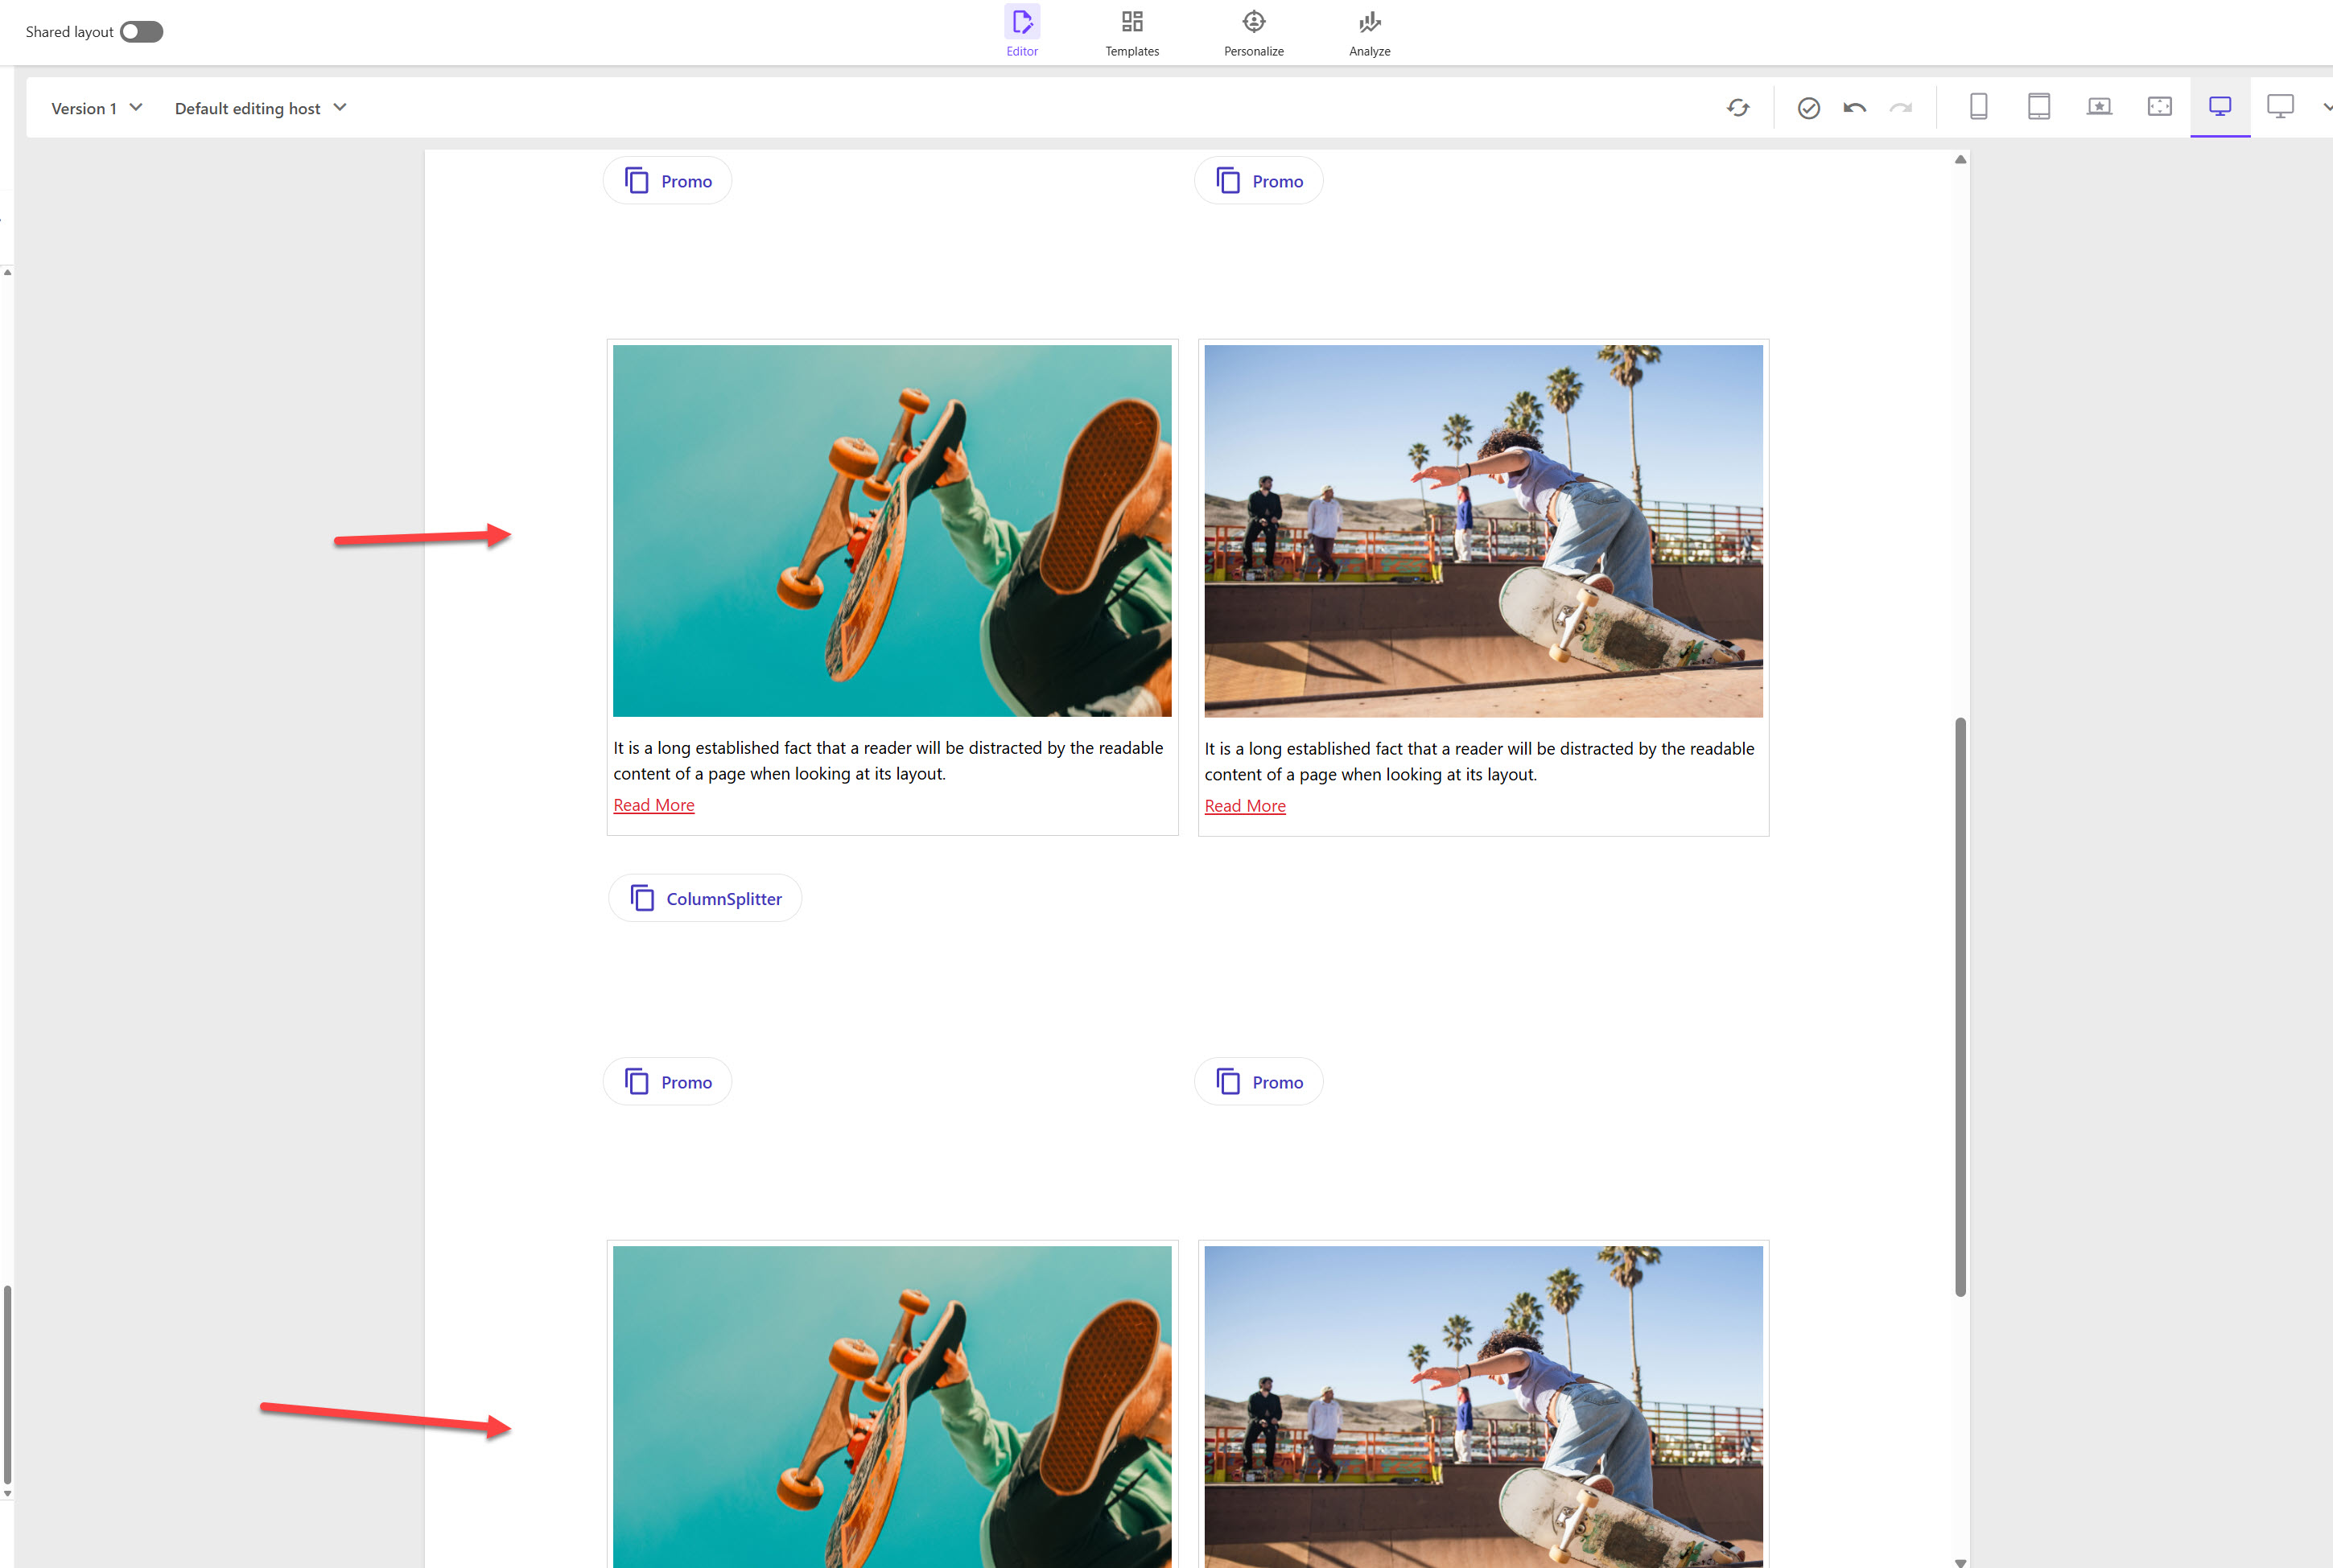 Shared layout
Editor
Templates
Personalize
Analyze
Version 1
Default editing host
Promo
Promo
It is a long established fact that a reader will be distracted by the readable
content of a page when looking at its layout.
Read More
It is a long established fact that a reader will be distracted by the readable
content of a page when looking at its layout.
Read More
ColumnSplitter
Promo
Promo